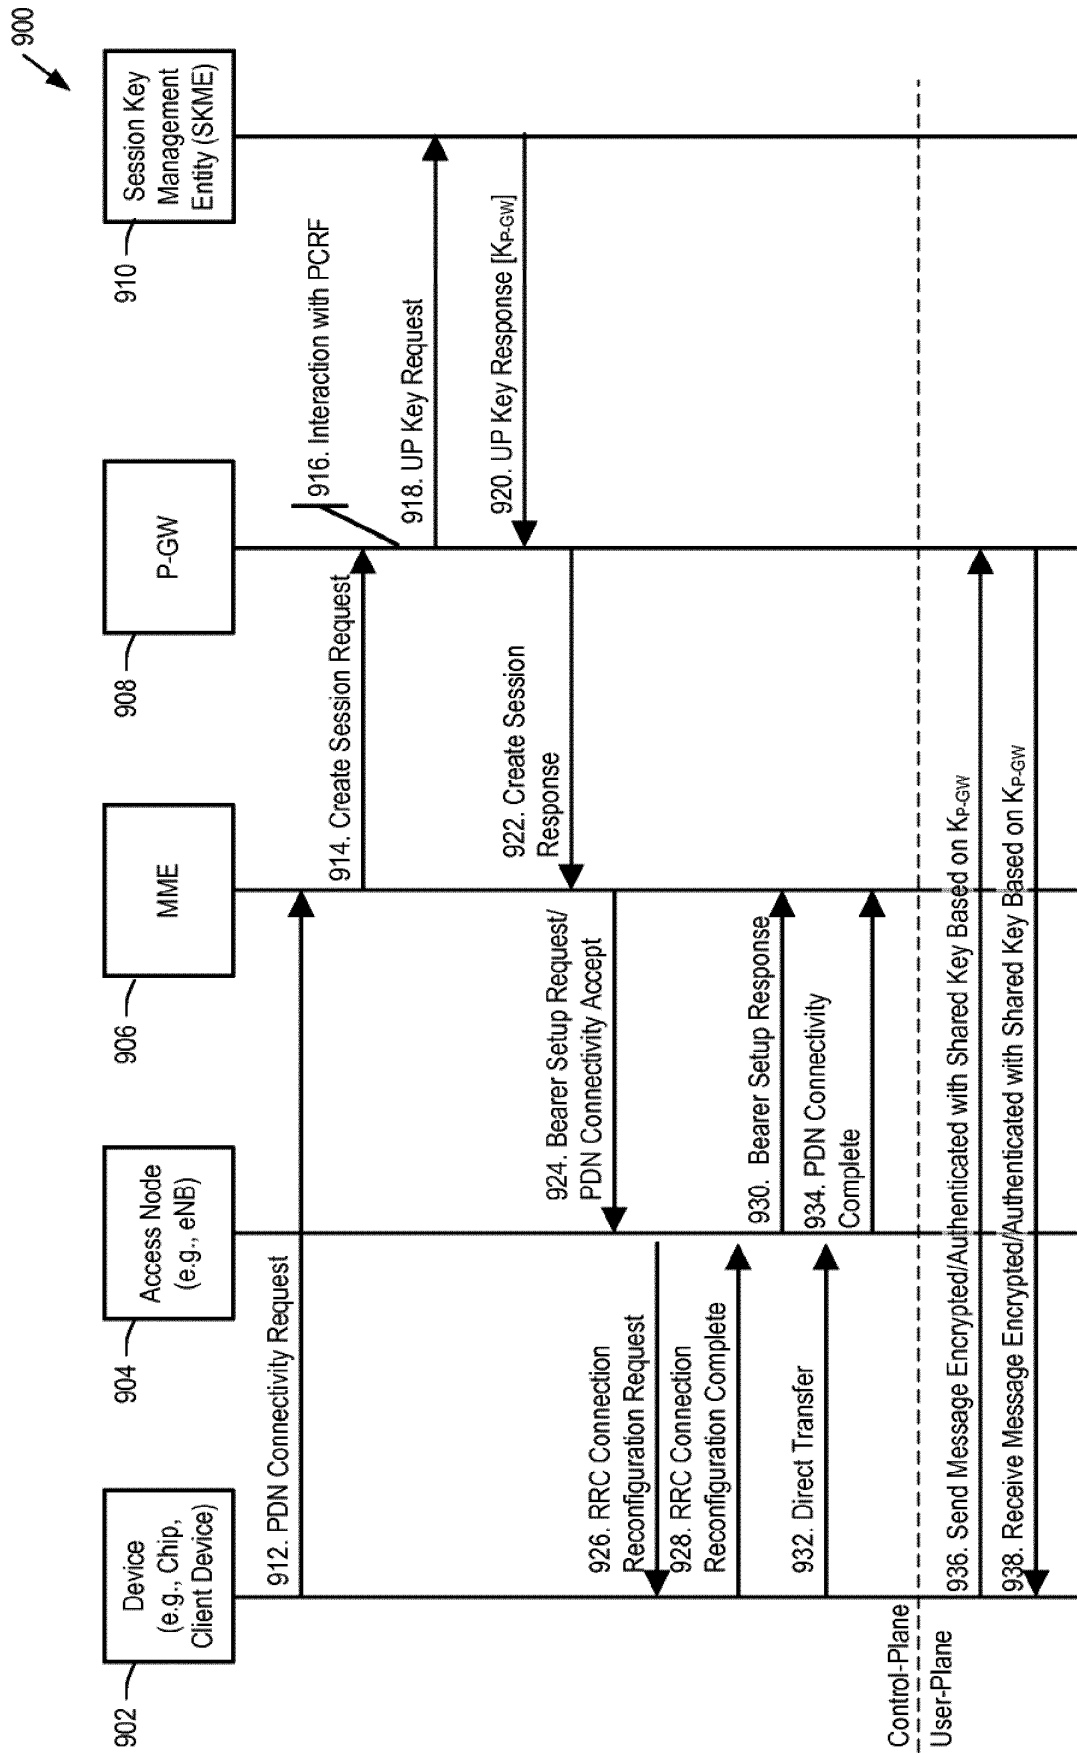 900
Device
(e.g., Chip,
Client Device)
902
Access Node
(e.g., eNB)
904
MME
906
P-GW
908
Session Key
Management
Entity (SKME)
910
912. PDN Connectivity Request
914. Create Session Request
916. Interaction with PCRF
918. UP Key Request
920. UP Key Response [KP-GW]
922. Create Session
Response
924. Bearer Setup Request/
PDN Connectivity Accept
926. RRC Connection
Reconfiguration Request
928. RRC Connection
Reconfiguration Complete
930. Bearer Setup Response
932. Direct Transfer
934. PDN Connectivity
Complete
Control-Plane
User-Plane
936. Send Message Encrypted/Authenticated with Shared Key Based on KP-GW
938. Receive Message Encrypted/Authenticated with Shared Key Based on KP-GW